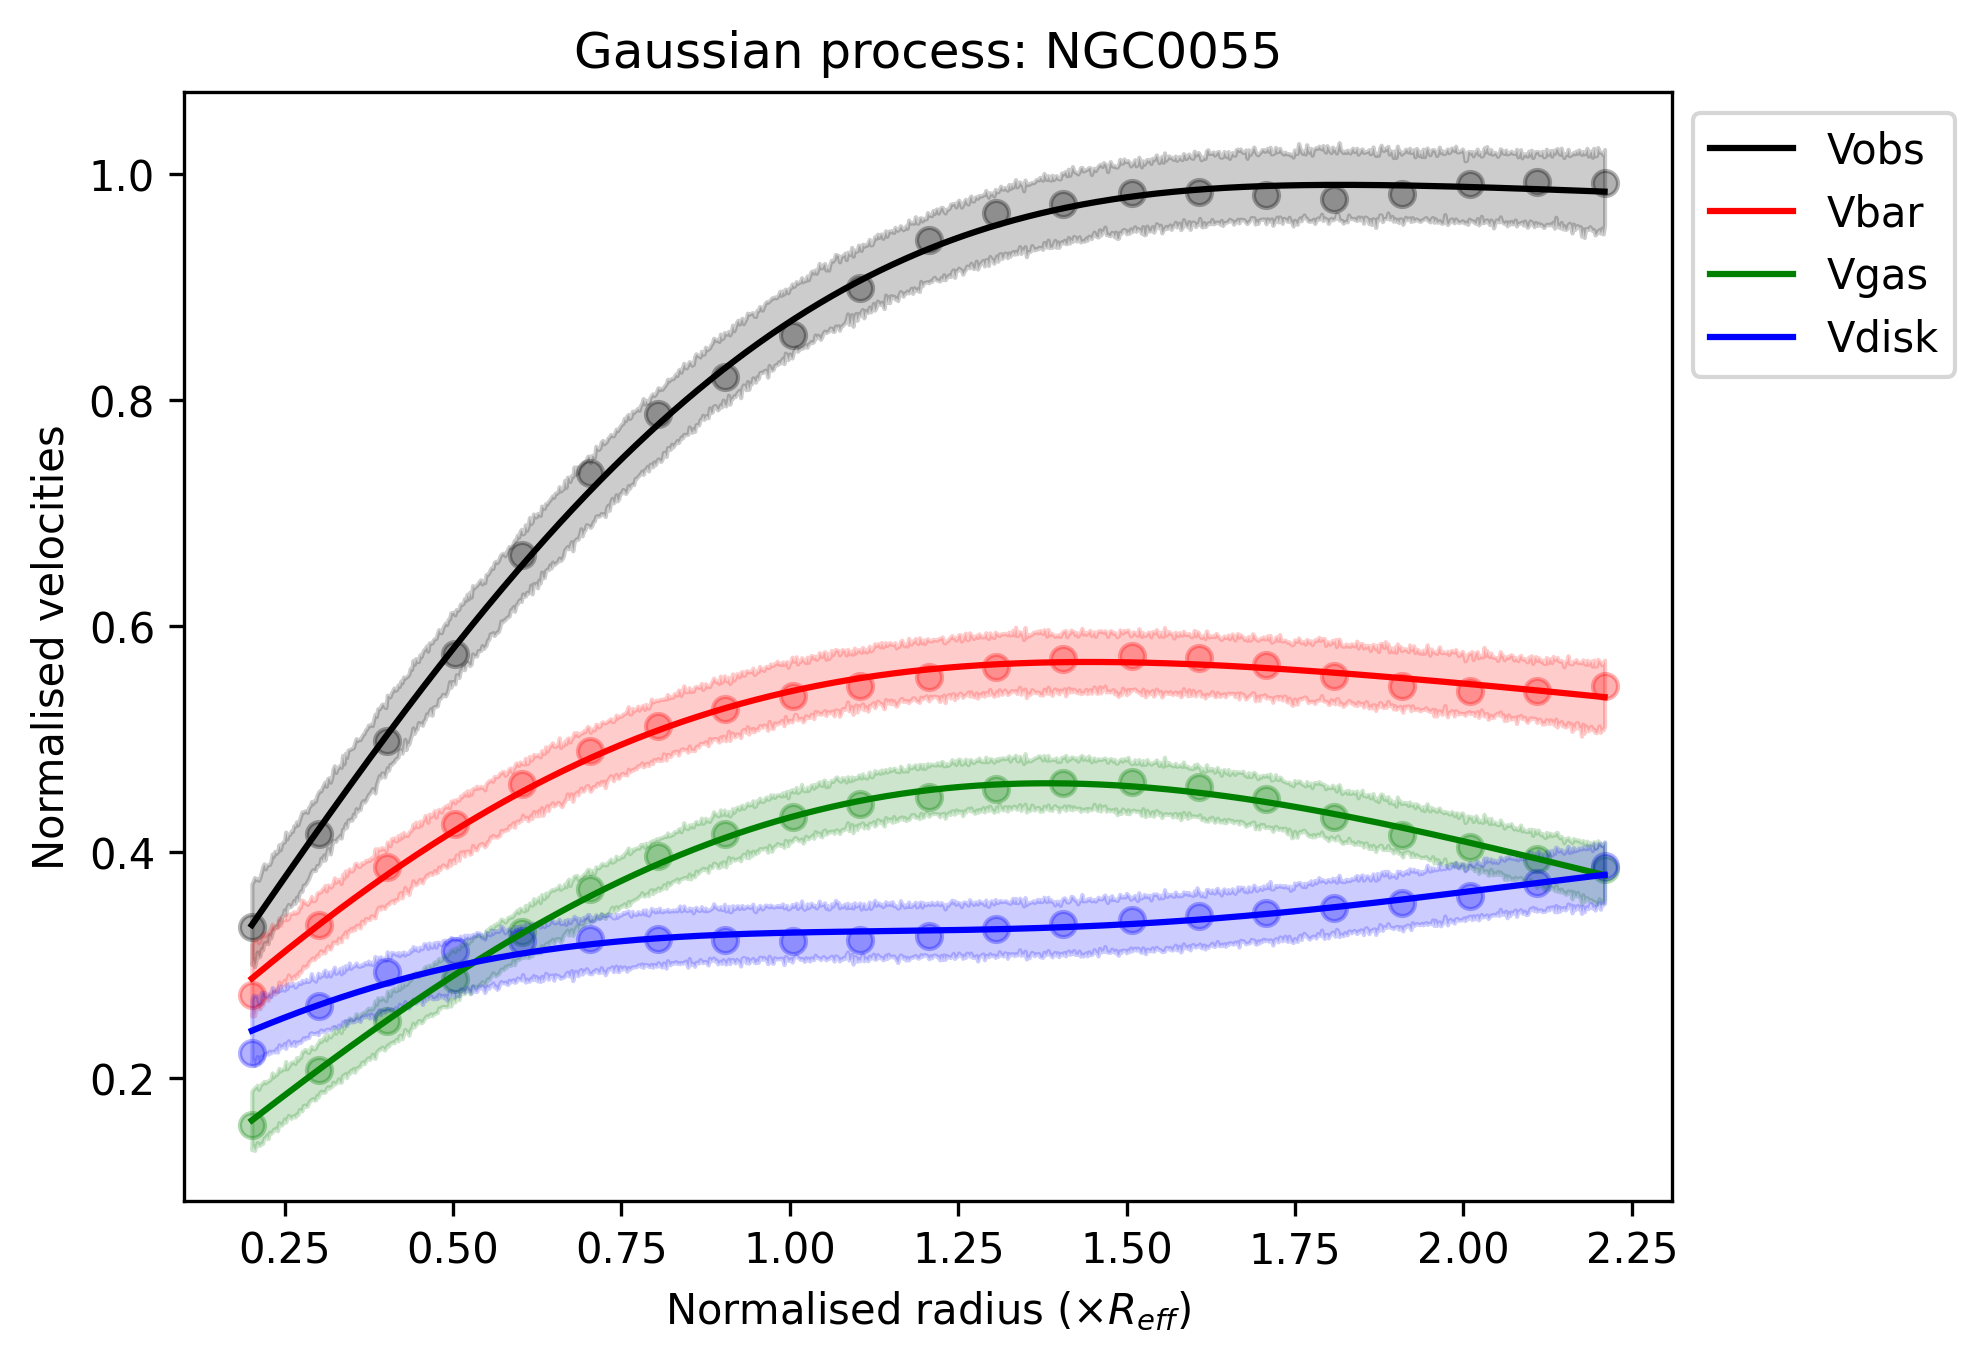 Gaussian process: NGC0055
Normalised velocities
1.0
0.8
0.6
0.4
0.2
0.25 0.50 0.75 1.00 1.25 1.50 1.75 2.00 2.25
Normalised radius (×R_eff)
Vobs
Vbar
Vgas
Vdisk